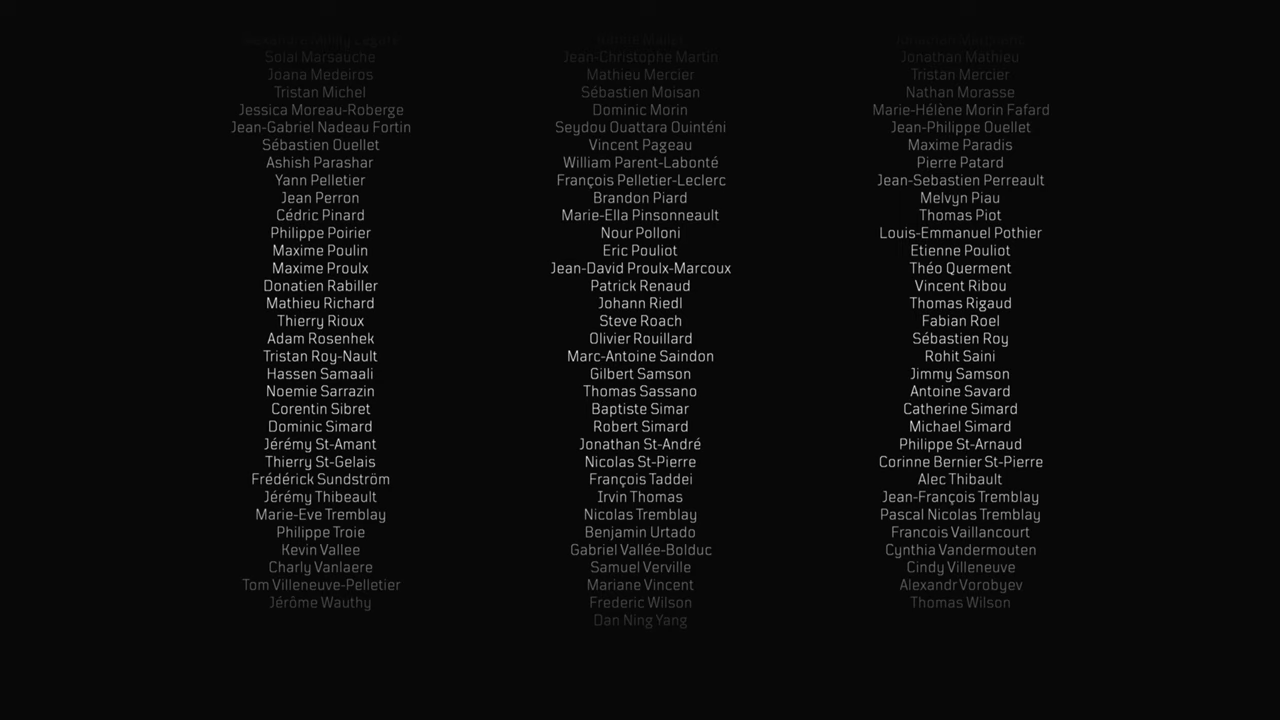 Solal Marsauche
Jean-Christophe Martin
Jonathan Mathieu
Joana Medeiros
Mathieu Mercier
Tristan Mercier
Tristan Michel
Sébastien Moisan
Nathan Morasse
Jessica Moreau-Roberge
Dominic Morin
Marie-Hélène Morin Fafard
Jean-Gabriel Nadeau Fortin
Seydou Ouattara Ouinténi
Jean-Philippe Ouellet
Sébastien Ouellet
Vincent Pageau
Maxime Paradis
Ashish Parashar
William Parent-Labonté
Pierre Patard
Yann Pelletier
François Pelletier-Leclerc
Jean-Sebastien Perreault
Jean Perron
Brandon Piard
Melvyn Piau
Cédric Pinard
Marie-Ella Pinsonneault
Thomas Piot
Philippe Poirier
Nour Polloni
Louis-Emmanuel Pothier
Maxime Poulin
Eric Pouliot
Etienne Pouliot
Maxime Proulx
Jean-David Proulx-Marcoux
Théo Querment
Donatien Rabiller
Patrick Renaud
Vincent Ribou
Mathieu Richard
Johann Riedl
Thomas Rigaud
Thierry Rioux
Steve Roach
Fabian Roel
Adam Rosenhek
Olivier Rouillard
Sébastien Roy
Tristan Roy-Nault
Marc-Antoine Saindon
Rohit Saini
Hassen Samaali
Gilbert Samson
Jimmy Samson
Noemie Sarrazin
Thomas Sassano
Antoine Savard
Corentin Sibret
Baptiste Simar
Catherine Simard
Dominic Simard
Robert Simard
Michael Simard
Jérémy St-Amant
Jonathan St-André
Philippe St-Arnaud
Thierry St-Gelais
Nicolas St-Pierre
Corinne Bernier St-Pierre
Frédérick Sundström
François Taddei
Alec Thibault
Jérémy Thibeault
Irvin Thomas
Jean-François Tremblay
Marie-Eve Tremblay
Nicolas Tremblay
Pascal Nicolas Tremblay
Philippe Troie
Benjamin Urtado
Francois Vaillancourt
Kevin Vallee
Gabriel Vallée-Bolduc
Cynthia Vandermouten
Charly Vanlaere
Samuel Verville
Cindy Villeneuve
Tom Villeneuve-Pelletier
Mariane Vincent
Alexandr Vorobyev
Jérôme Wauthy
Frederic Wilson
Thomas Wilson
Dan Ning Yang